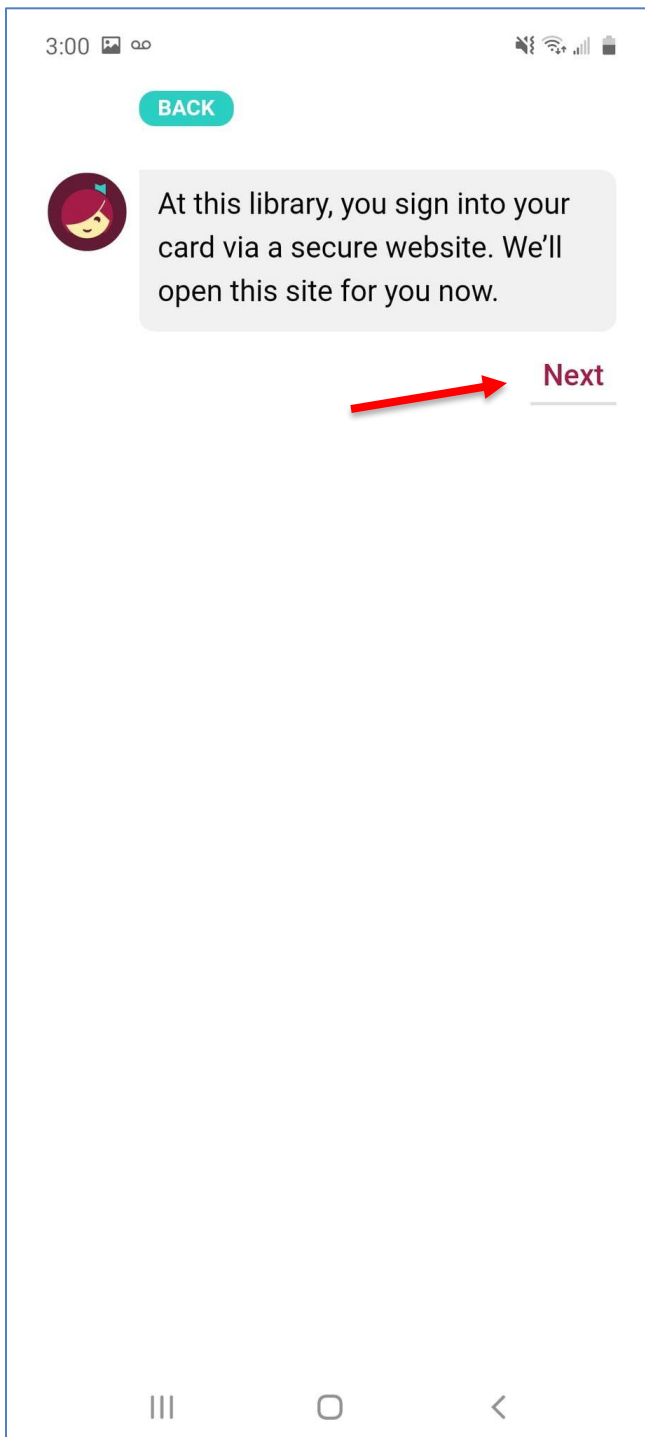 3:00
BACK
At this library, you sign into your
card via a secure website. We’ll
open this site for you now.
Next